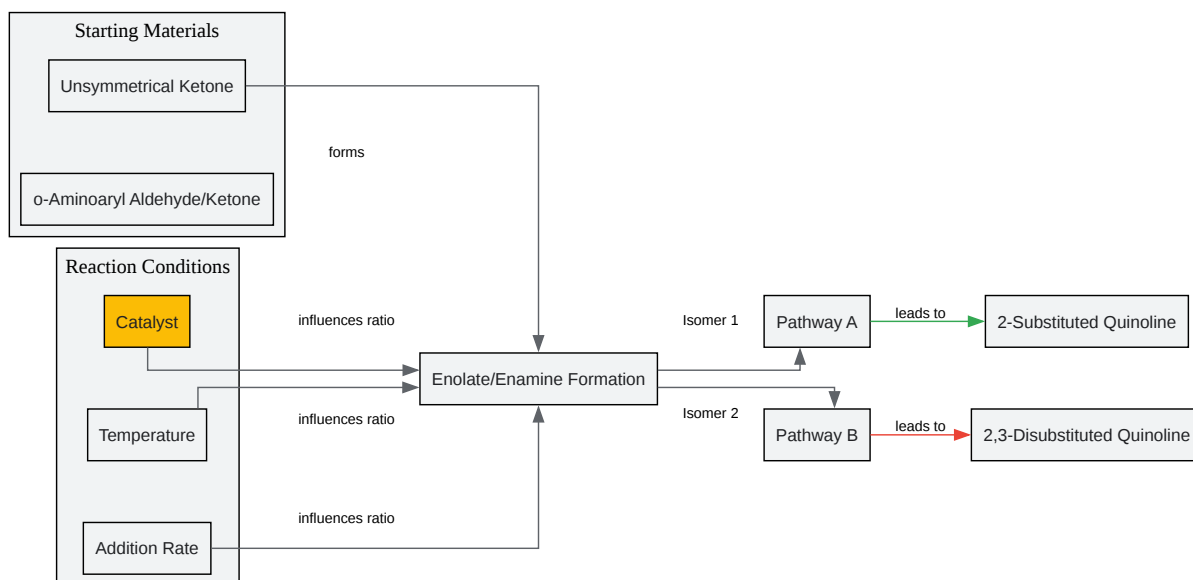 Starting Materials
Unsymmetrical Ketone
forms
o-Aminoaryl Aldehyde/Ketone
Reaction Conditions
Catalyst
influences ratio
Temperature
influences ratio
Addition Rate
influences ratio
Enolate/Enamine Formation
Isomer 1
Pathway A
leads to
2-Substituted Quinoline
Isomer 2
Pathway B
leads to
2,3-Disubstituted Quinoline